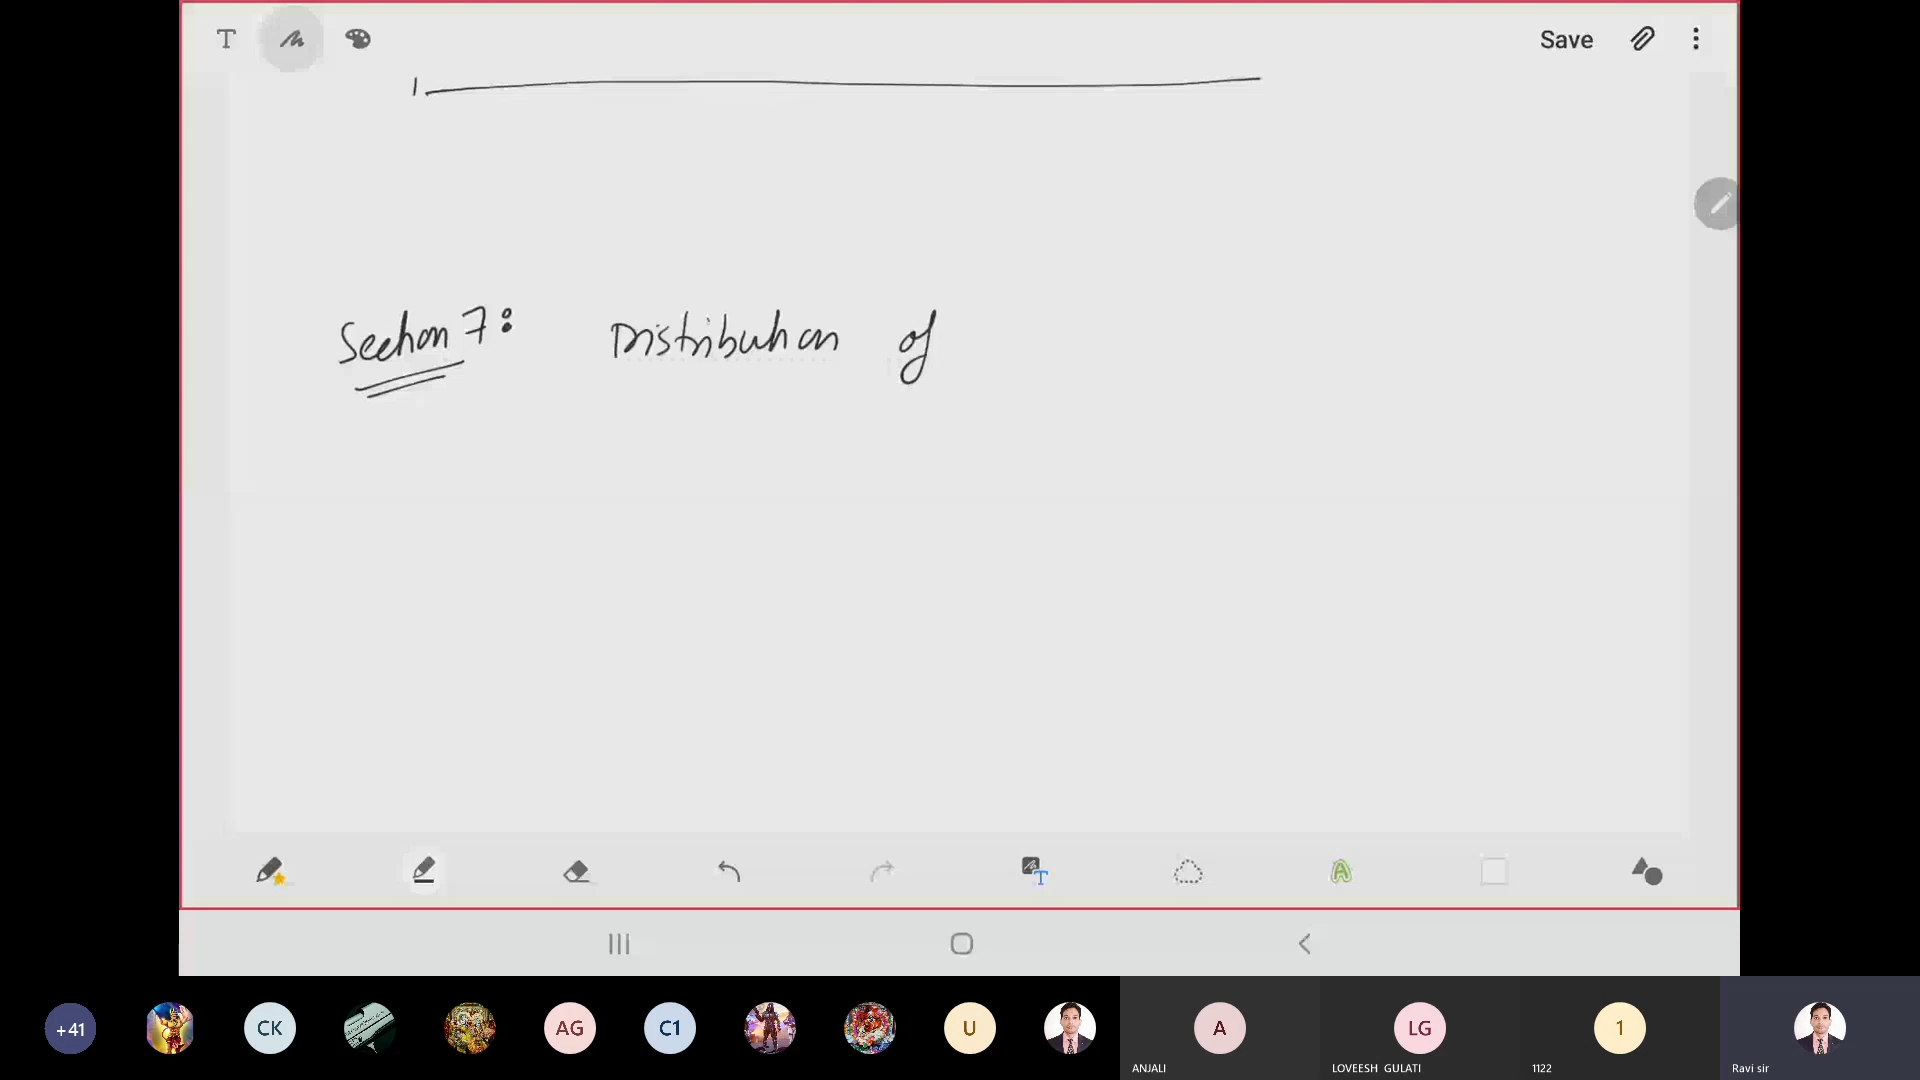 T
Save
Section 7: Distribution of
T
A
+41
CK
AG
C1
U
A
LG
1
ANJALI
LOVEESH GULATI
1122
Ravi sir